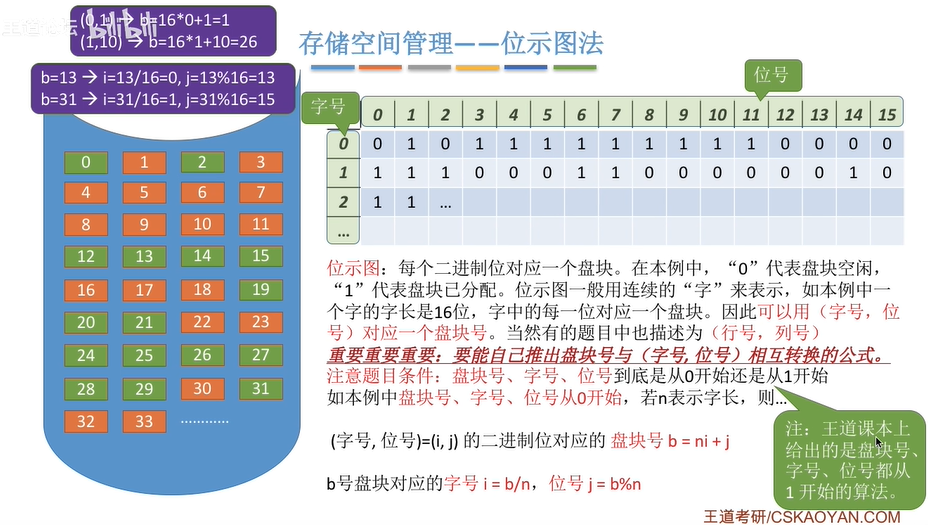 (0,1) → b=16*0+1=1
bilibili
(1,10) → b=16*1+10=26
b=13 → i=13/16=0, j=13%16=13
b=31 → i=31/16=1, j=31%16=15
存储空间管理——位示图法
字号
位号
0 1 2 3 4 5 6 7 8 9 10 11 12 13 14 15
0 0 1 0 1 1 1 1 1 1 1 1 1 0 0 0 0
1 1 1 1 0 0 0 1 1 0 0 0 0 0 0 1 0
2 1 1 ...
...
0 1 2 3
4 5 6 7
8 9 10 11
12 13 14 15
16 17 18 19
20 21 22 23
24 25 26 27
28 29 30 31
32 33 …………
位示图：每个二进制位对应一个盘块。在本例中，“0”代表盘块空闲，
“1”代表盘块已分配。位示图一般用连续的“字”来表示，如本例中一
个字的字长是16位，字中的每一位对应一个盘块。因此可以用（字号，位
号）对应一个盘块号。当然有的题目中也描述为（行号，列号）
重要重要重要：要能自己推出盘块号与（字号, 位号）相互转换的公式。
注意题目条件：盘块号、字号、位号到底是从0开始还是从1开始
如本例中盘块号、字号、位号从0开始，若n表示字长，则...
(字号, 位号)=(i, j) 的二进制位对应的 盘块号 b = ni + j
b号盘块对应的字号 i = b/n，位号 j = b%n
注：王道课本上
给出的是盘块号、
字号、位号都从
1 开始的算法。
王道考研/CSKAOYAN.COM